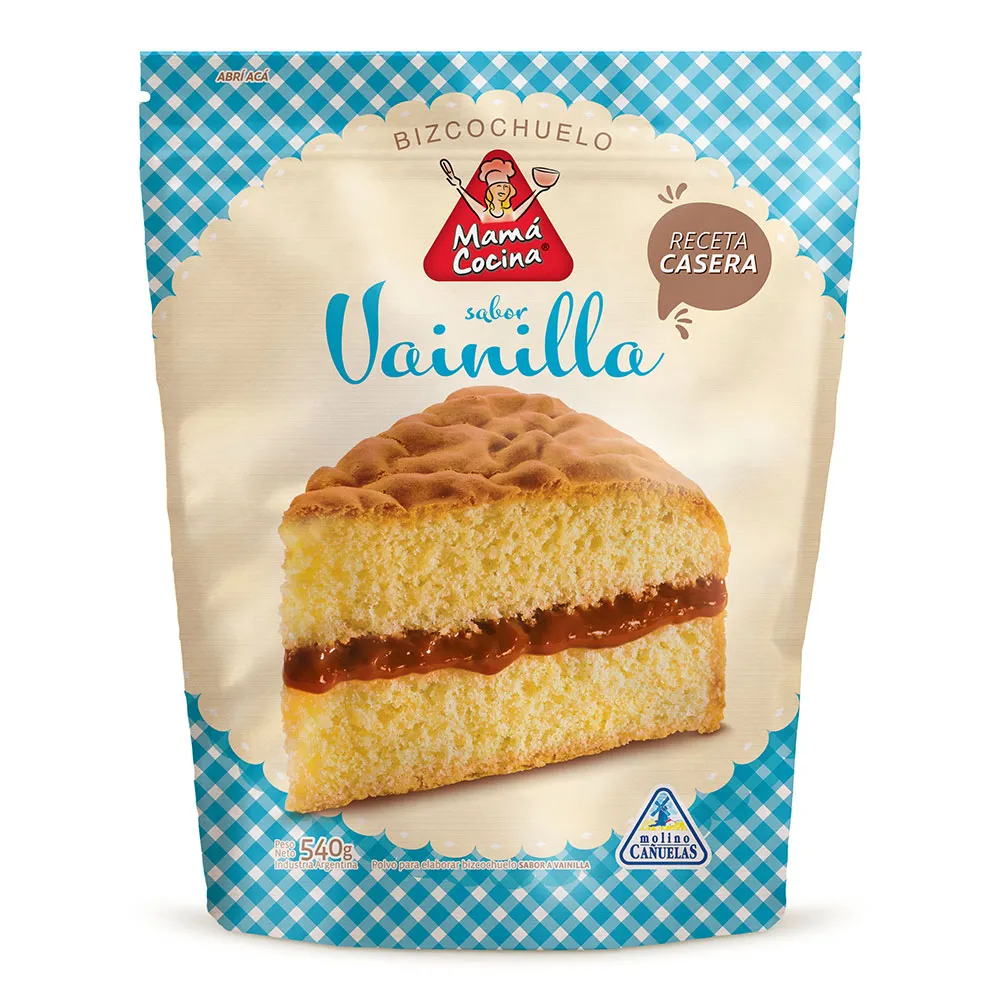 ABRÍ ACÁ
BIZCOCHUELO
Mamá
Cocina®
RECETA
CASERA
sabor
Vainilla
Peso
Neto 540g
Industria Argentina
Polvo para elaborar bizcochuelo SABOR A VAINILLA
molino
CAÑUELAS